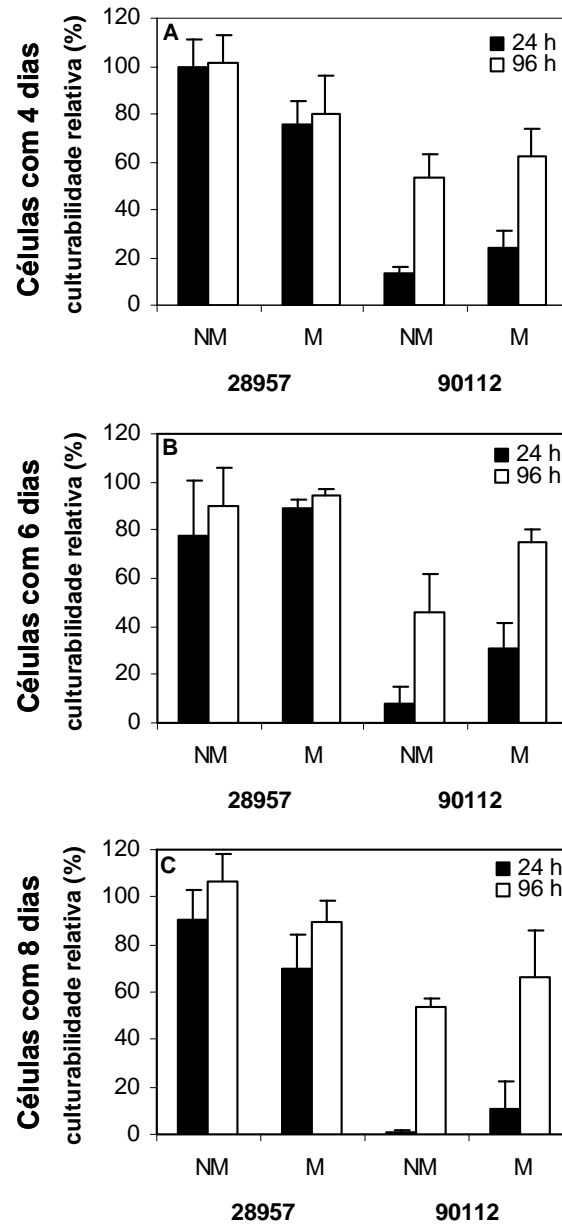 Células com 4 dias
culturabilidade relativa (%)
A
24 h
96 h
120
100
80
60
40
20
0
NM
M
NM
M
28957
90112
Células com 6 dias
culturabilidade relativa (%)
B
24 h
96 h
120
100
80
60
40
20
0
NM
M
NM
M
28957
90112
Células com 8 dias
culturabilidade relativa (%)
C
24 h
96 h
120
100
80
60
40
20
0
NM
M
NM
M
28957
90112